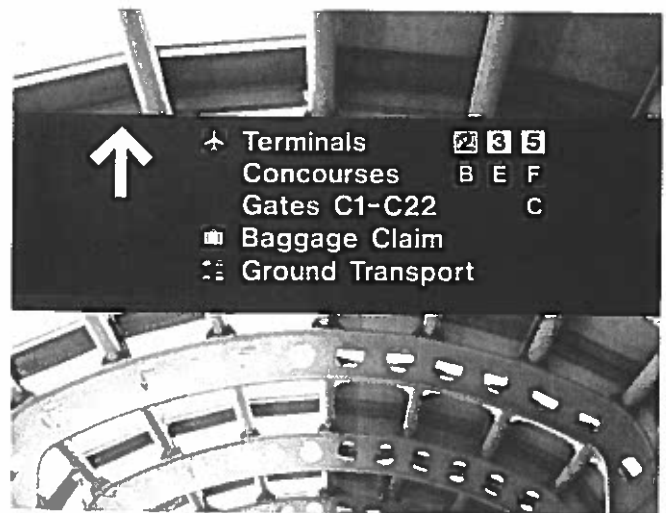 Terminals 2 3 5
Concourses B E F
Gates C1-C22 C
Baggage Claim
Ground Transport